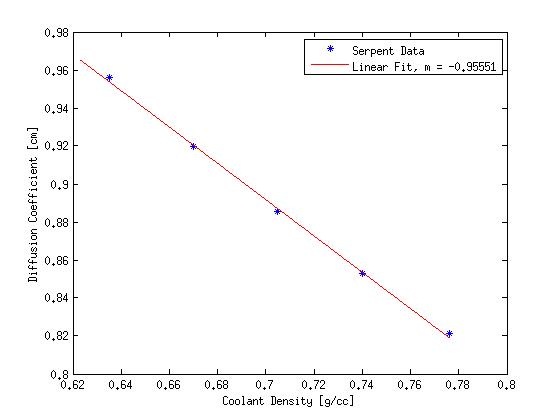 0.98
0.96
0.94
0.92
0.9
0.88
0.86
0.84
0.82
0.8
Diffusion Coefficient [cm]
Serpent Data
Linear Fit, m = -0.95551
0.62 0.64 0.66 0.68 0.7 0.72 0.74 0.76 0.78 0.8
Coolant Density [g/cc]